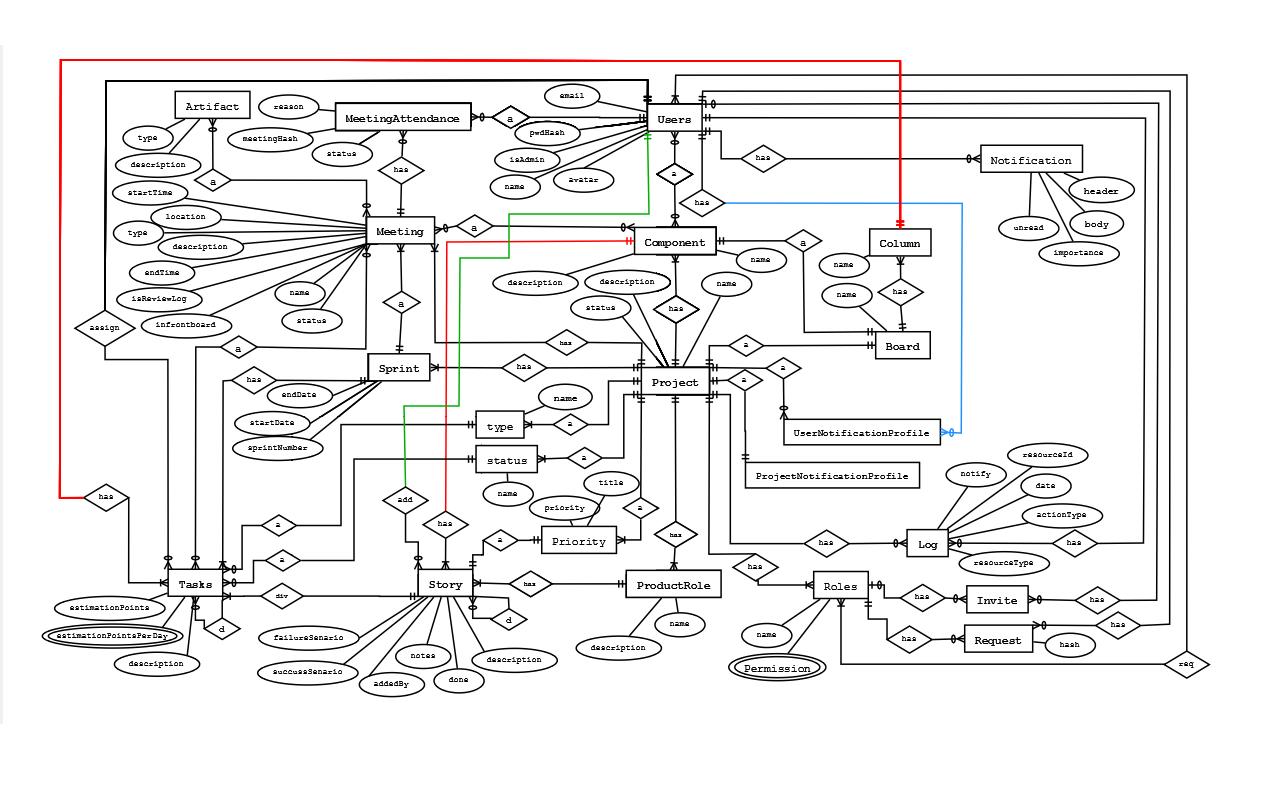 email
Artifact
reason
MeetingAttendance
a
Users
type
meetingHash
pwdHash
status
has
Notification
description
isAdmin
has
a
a
startTime
name
avatar
header
location
has
type
Meeting
a
unread
body
description
Component
a
Column
importance
endTime
name
name
isReviewLog
name
description
description
name
has
name
infrontboard
status
a
status
has
assign
a
has
a
Board
Sprint
has
a
has
endDate
Project
a
name
startDate
type
a
UserNotificationProfile
sprintNumber
status
a
resourceId
ProjectNotificationProfile
notify
name
title
date
has
add
priority
a
actionType
a
has
a
Priority
has
has
Log
has
a
has
resourceType
Tasks
Story
has
ProductRole
Roles
div
has
Invite
has
estimationPoints
d
d
name
has
has
estimationPointsPerDay
failureSenario
name
Request
hash
description
notes
description
description
Permission
req
succussSenario
addedBy
done